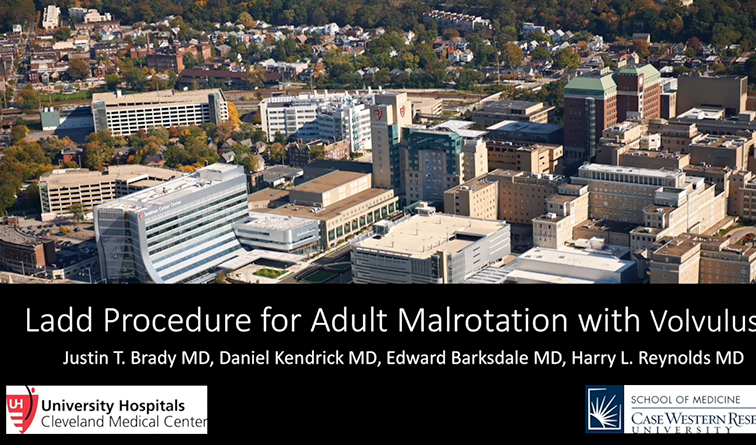 Ladd Procedure for Adult Malrotation with Volvulus
Justin T. Brady MD, Daniel Kendrick MD, Edward Barksdale MD, Harry L. Reynolds MD
UH
University Hospitals
Cleveland Medical Center
SCHOOL OF MEDICINE
CASE WESTERN RESE
UNIVERSITY